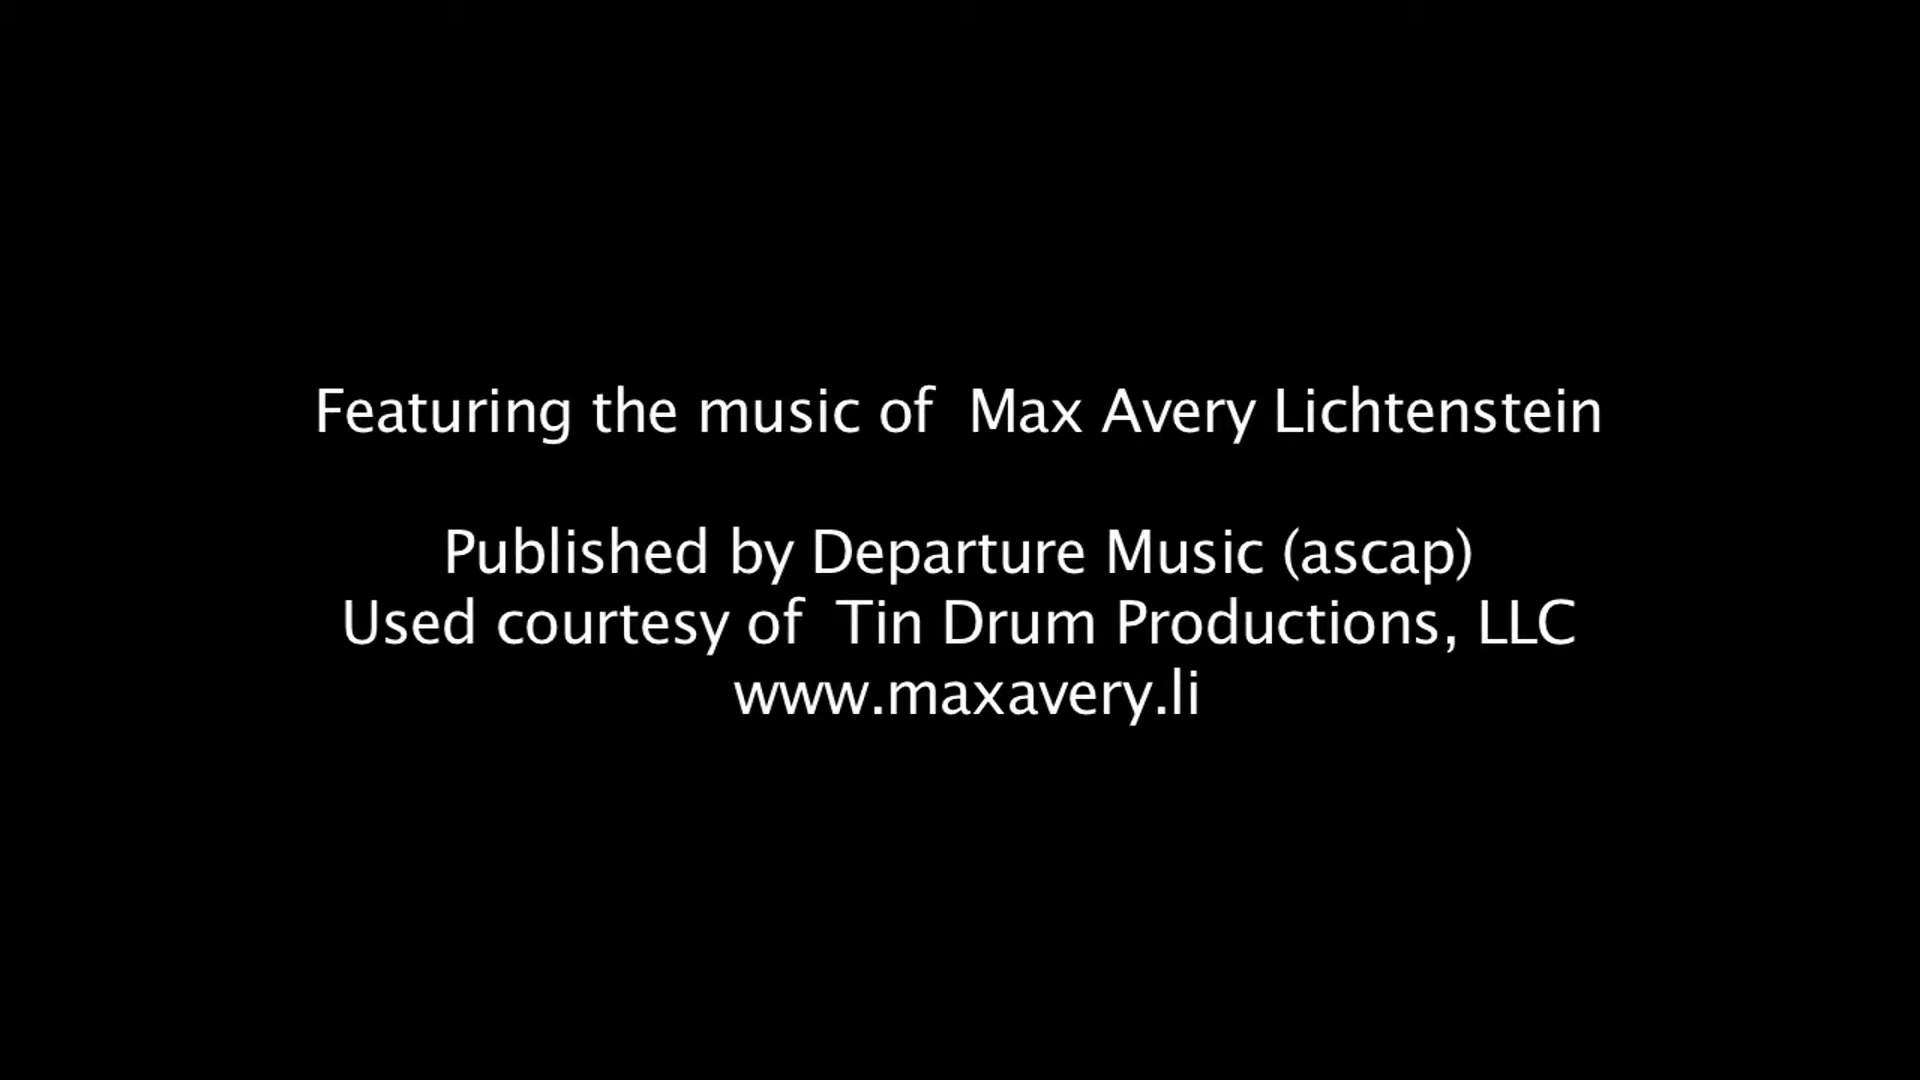 Featuring the music of  Max Avery Lichtenstein
Published by Departure Music (ascap)
Used courtesy of  Tin Drum Productions, LLC
www.maxavery.li